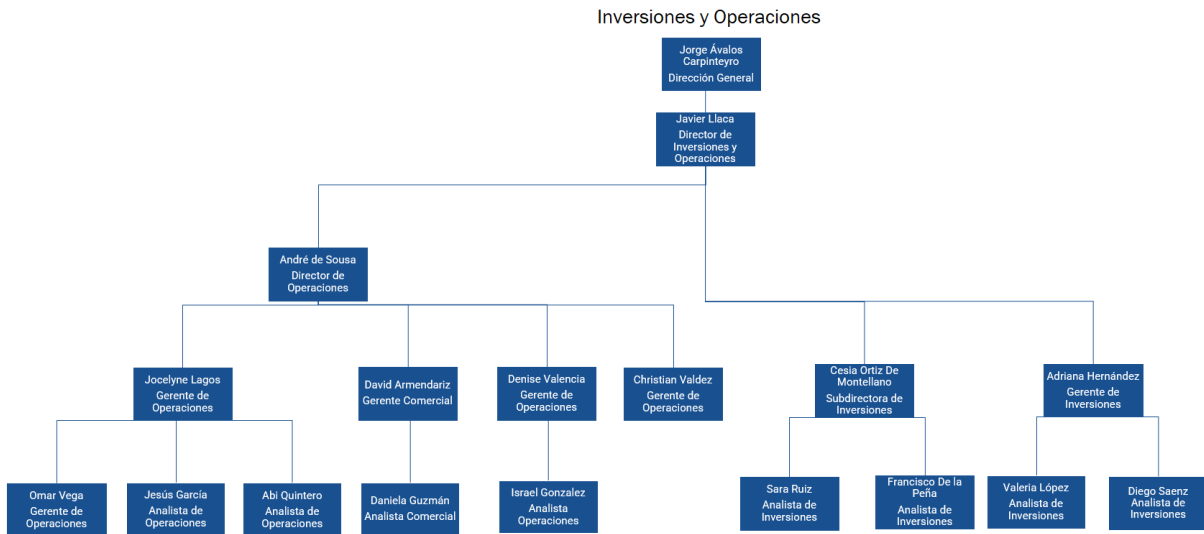 Inversiones y Operaciones
Jorge Ávalos
Carpinteyro
Dirección General
Javier Llaca
Director de
Inversiones y
Operaciones
André de Sousa
Director de
Operaciones
Jocelyne Lagos
Gerente de
Operaciones
David Armendariz
Gerente Comercial
Denise Valencia
Gerente de
Operaciones
Christian Valdez
Gerente de
Operaciones
Cesia Ortiz De
Montellano
Subdirectora de
Inversiones
Adriana Hernández
Gerente de
Inversiones
Omar Vega
Gerente de
Operaciones
Jesús García
Analista de
Operaciones
Abi Quintero
Analista de
Operaciones
Daniela Guzmán
Analista Comercial
Israel Gonzalez
Analista
Operaciones
Sara Ruiz
Analista de
Inversiones
Francisco De la
Peña
Analista de
Inversiones
Valeria López
Analista de
Inversiones
Diego Saenz
Analista de
Inversiones